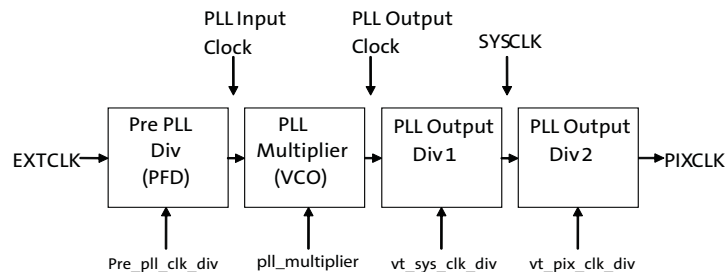 PLL Input
Clock
PLL Output
Clock
SYSCLK
EXTCLK
Pre PLL
Div
(PFD)
PLL
Multiplier
(VCO)
PLL Output
Div 1
PLL Output
Div 2
PIXCLK
Pre_pll_clk_div
pll_multiplier
vt_sys_clk_div
vt_pix_clk_div